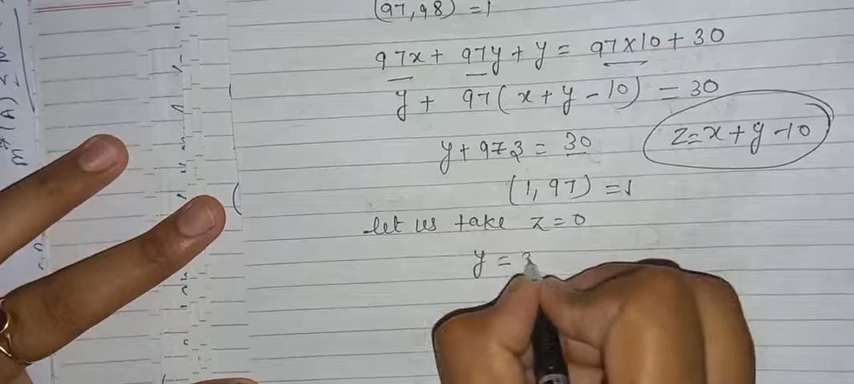 (97,98) = 1
97x + 97y + y = 97×10 + 30
y + 97(x + y - 10) = 30
y + 97z = 30
z = x + y - 10
(1, 97) = 1
let us take z = 0
y = 3